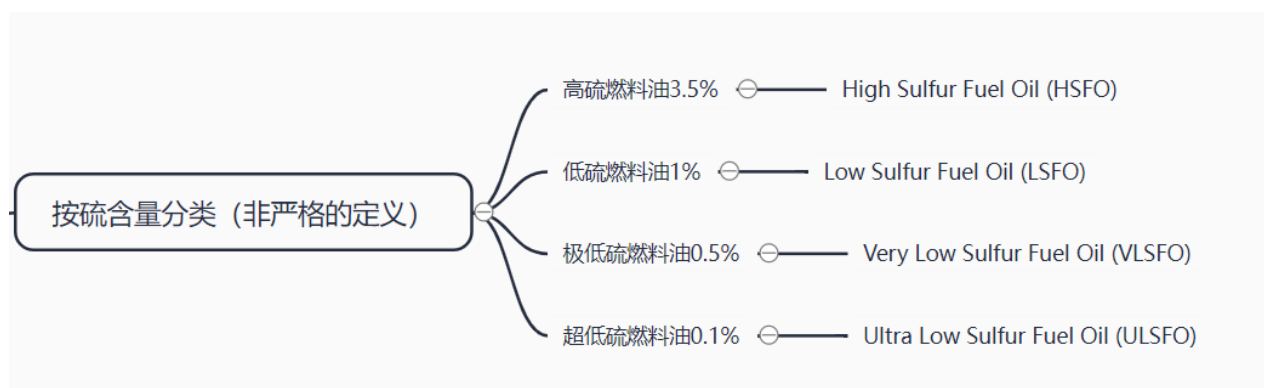 按硫含量分类（非严格的定义）
高硫燃料油3.5% High Sulfur Fuel Oil (HSFO)
低硫燃料油1% Low Sulfur Fuel Oil (LSFO)
极低硫燃料油0.5% Very Low Sulfur Fuel Oil (VLSFO)
超低硫燃料油0.1% Ultra Low Sulfur Fuel Oil (ULSFO)